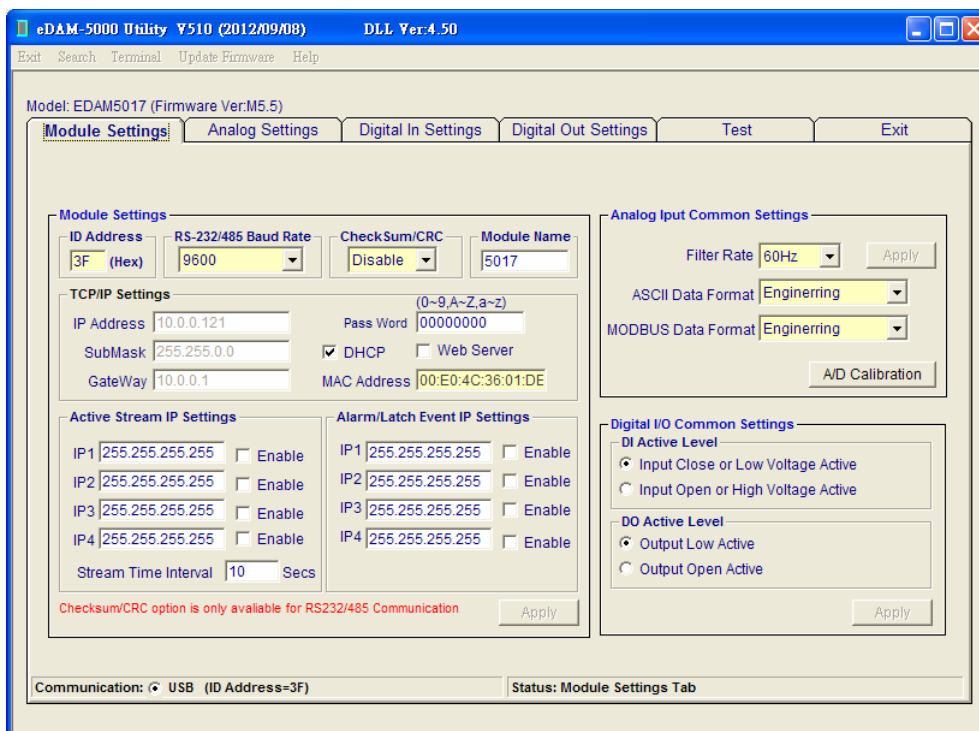 eDAM-5000 Utility V510 (2012/09/08) DLL Ver:4.50
Exit Search Terminal Update Firmware Help
Model: EDAM5017 (Firmware Ver:M5.5)
Module Settings Analog Settings Digital In Settings Digital Out Settings Test Exit
Module Settings
ID Address
3F (Hex)
RS-232/485 Baud Rate
9600
CheckSum/CRC
Disable
Module Name
5017
TCP/IP Settings
(0~9,A~Z,a~z)
IP Address 10.0.0.121
Pass Word 00000000
SubMask 255.255.0.0
DHCP
Web Server
GateWay 10.0.0.1
MAC Address 00:E0:4C:36:01:DE
Active Stream IP Settings
IP1 255.255.255.255 Enable
IP2 255.255.255.255 Enable
IP3 255.255.255.255 Enable
IP4 255.255.255.255 Enable
Stream Time Interval 10 Secs
Alarm/Latch Event IP Settings
IP1 255.255.255.255 Enable
IP2 255.255.255.255 Enable
IP3 255.255.255.255 Enable
IP4 255.255.255.255 Enable
Checksum/CRC option is only avaliable for RS232/485 Communication
Apply
Analog Iput Common Settings
Filter Rate 60Hz Apply
ASCII Data Format Enginerring
MODBUS Data Format Enginerring
A/D Calibration
Digital I/O Common Settings
DI Active Level
Input Close or Low Voltage Active
Input Open or High Voltage Active
DO Active Level
Output Low Active
Output Open Active
Apply
Communication: USB (ID Address=3F)
Status: Module Settings Tab